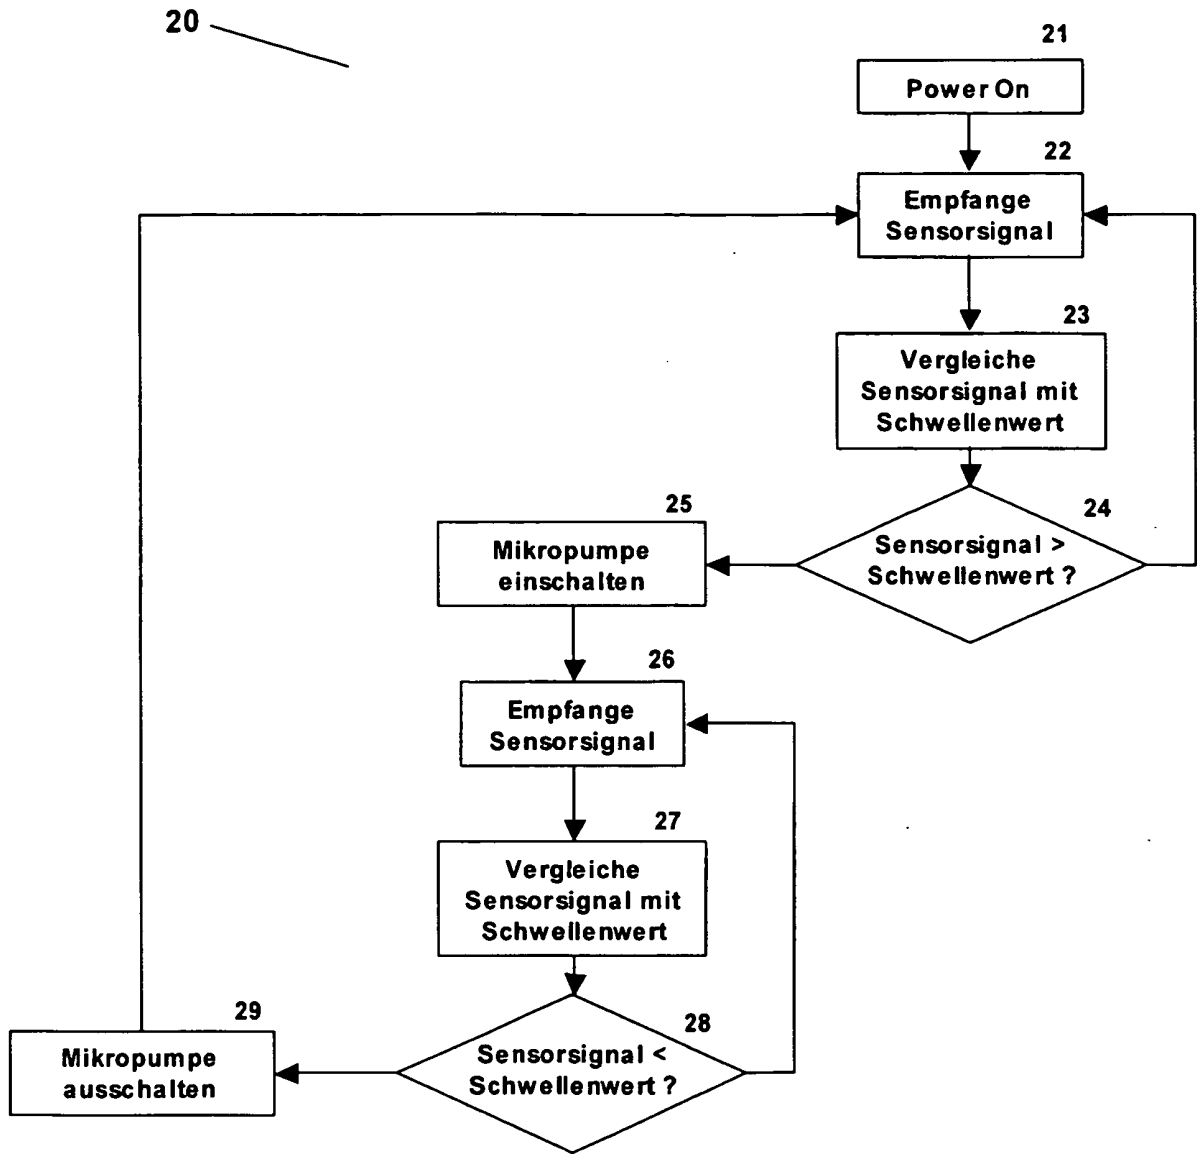 20
21
Power On
22
Empfange
Sensorsignal
23
Vergleiche
Sensorsignal mit
Schwellenwert
24
Sensorsignal >
Schwellenwert ?
25
Mikropumpe
einschalten
26
Empfange
Sensorsignal
27
Vergleiche
Sensorsignal mit
Schwellenwert
28
Sensorsignal <
Schwellenwert ?
29
Mikropumpe
ausschalten